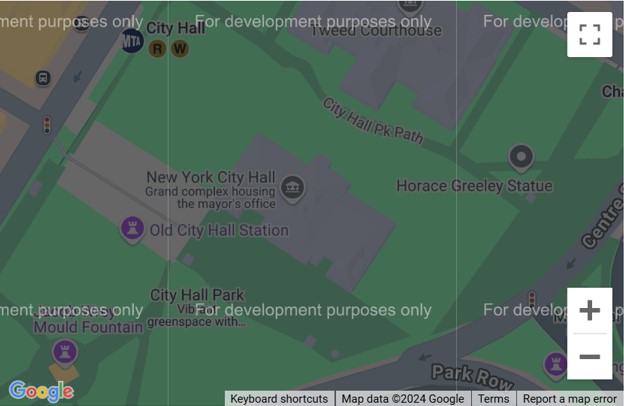 ment purposes only
For development purposes only
For develop
City Hall
MTA
R W
Tweed Courthouse
Cha
City Hall Pk Path
New York City Hall
Grand complex housing
the mayor's office
Horace Greeley Statue
Old City Hall Station
Centre S
City Hall Park
Vib
greenspace with...
ment purposes only
For development purposes only
For develop
Mould Fountain
Park Row
+
−
Google
Keyboard shortcuts
Map data ©2024 Google
Terms
Report a map error